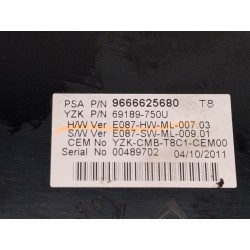 PSA P/N 9666625680 T8
YZK P/N 69189-750U
H/W Ver E087-HW-ML-007.03
S/W Ver E087-SW-ML-009.01
CEM No YZK-CMB-T8C1-CEM00
Serial No 00489702 04/10/2011